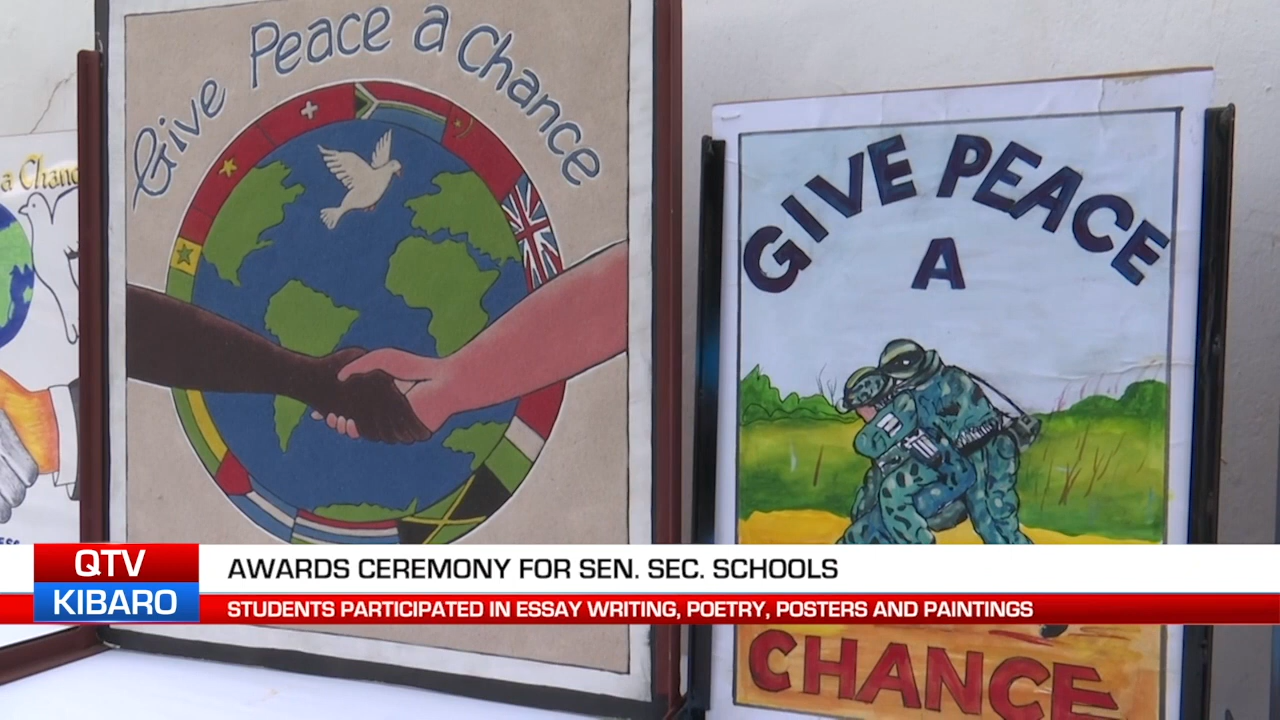 Give Peace a Chance
a Chanc
GIVE PEACE
A
CHANCE
QTV
KIBARO
AWARDS CEREMONY FOR SEN. SEC. SCHOOLS
STUDENTS PARTICIPATED IN ESSAY WRITING, POETRY, POSTERS AND PAINTINGS